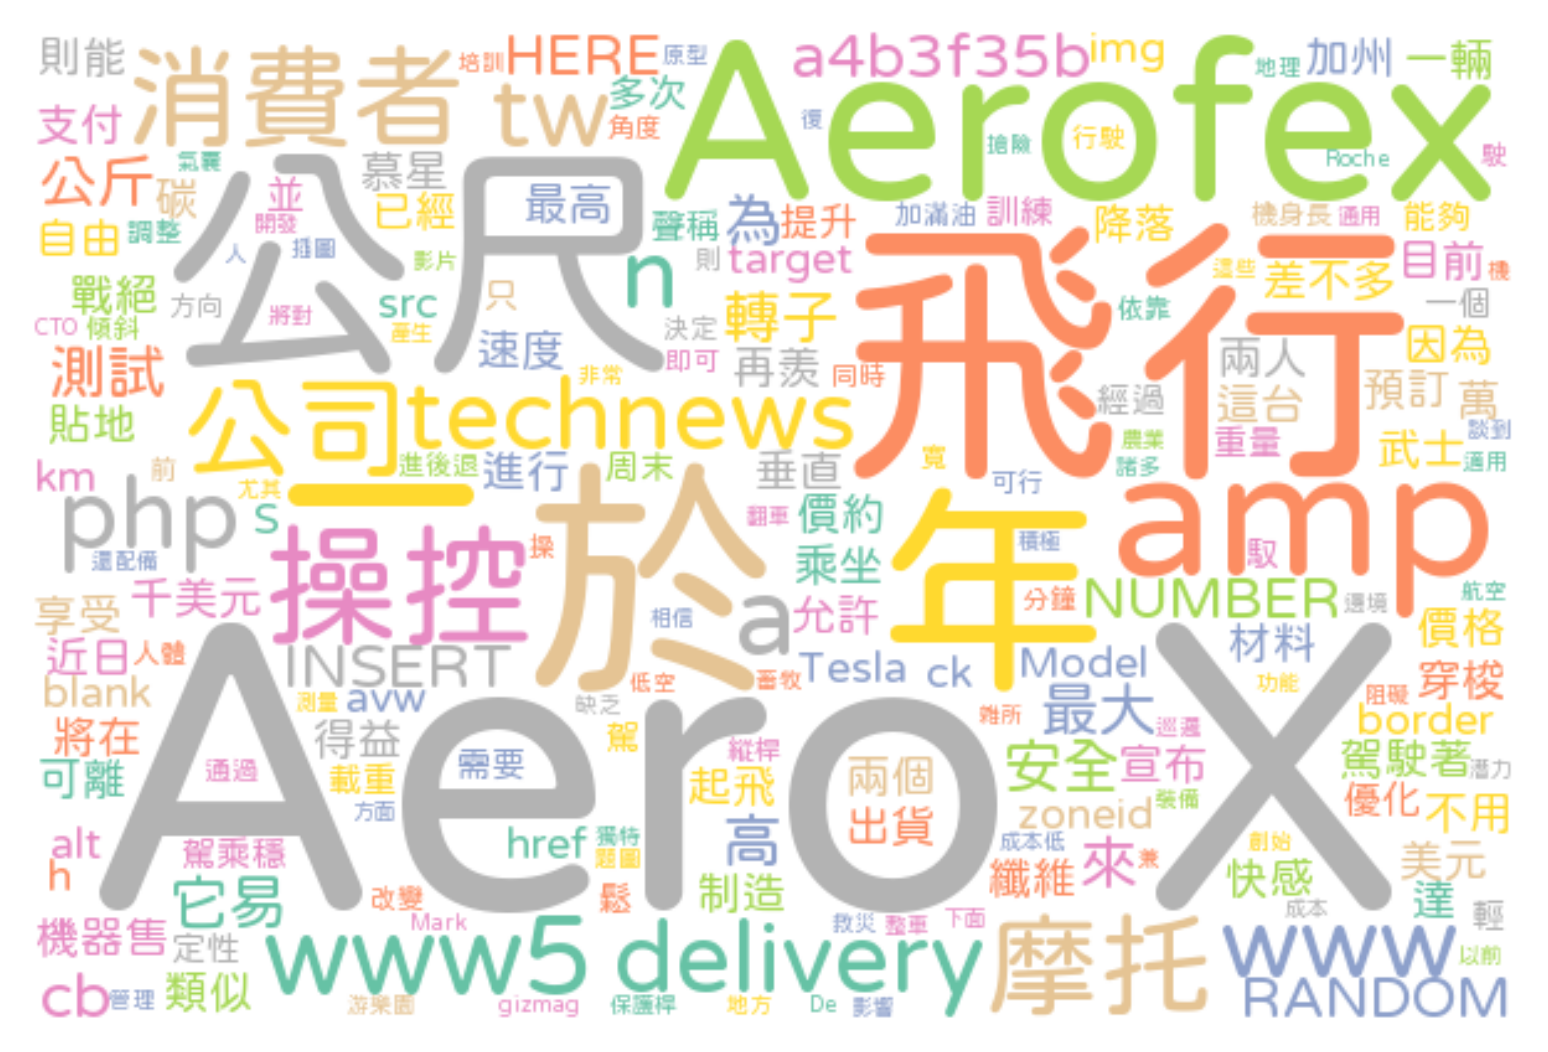 則能 消費者 培訓 HERE 原型 a4b3f35b img 地理 加州 一輛
支付 tw 多次 角度 Aerofex 復 搶險 行駛 Roche 駛
公斤 碳 氣囊 並 慕星 公尺 最高
自由 調整 開發 已經 聲稱 為 提升 加滿油 訓練 降落 機身長 通用 能夠
人 插圖 影片 n 則 target 飛行 這些 差不多 目前 機
戰絕 方向 將對 src 只 轉子 依靠 一個
CTO 傾斜 產生 速度 決定 因為
測試 非常 即可 再羨 同時 兩人
貼地 公司 technews 經過 這台 預訂 萬
km 前 進後退 進行 周末 垂直 寬 農業 重量 武士 談到
諸多 適用
php 尤其 s 一 於 翻車 價約 年 可行 amp
還配備 操控 操 乘坐 積極 馭
享受 千美元 相信 a 允許 分鐘 NUMBER 邊境 航空
近日 人體 INSERT 低空 畜牧 Tesla ck Model 材料 價格
blank 測量 avw 缺乏 雜所 最大 巡邏 功能 阻礙 穿梭
將在 Aero X 得益 駕 縱桿 border
可離 通過 載重 需要 起飛 兩個 安全 宣布 駕駛著 潛力
方面 出貨 zoneid 裝備 優化 不用
alt 駕乘穩 href 獨特 高 成本低 創始 美元
h 它易 題圖 制造 纖維 來 兼 快感
改變 鬆 成本 達 輕
機器售 定性 Mark www5 delivery 救災 整車 下面 摩托 www 以前
cb 管理 類似 游樂園 gizmag 保護桿 地方 De 影響 RANDOM